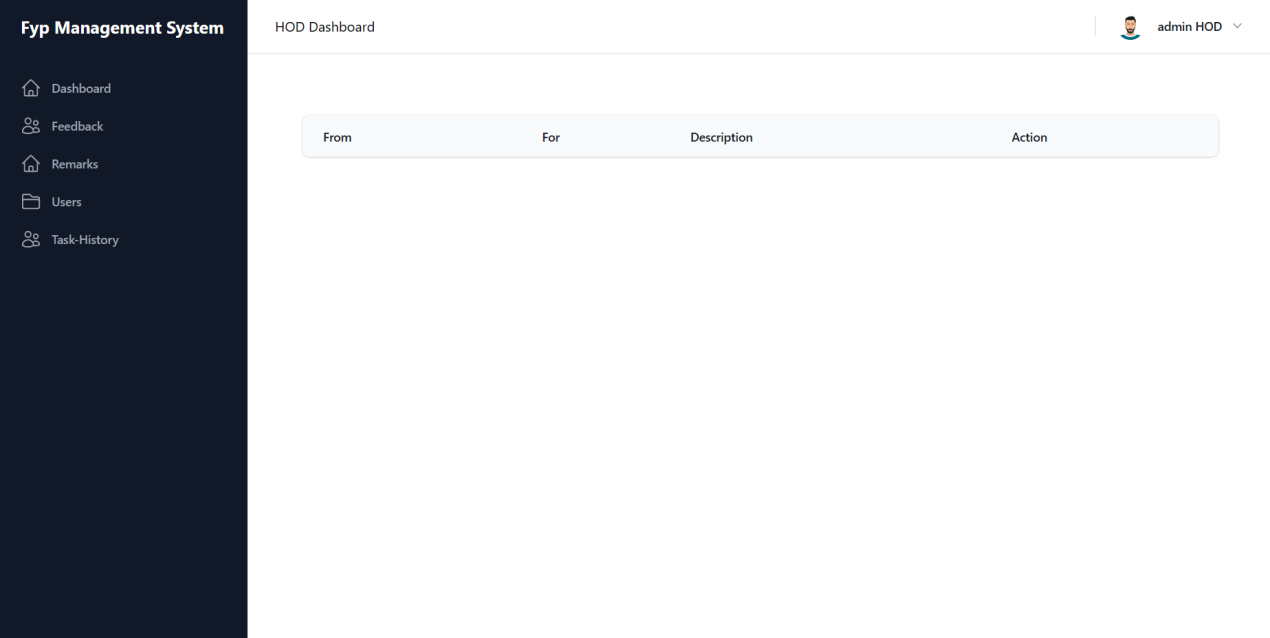 Fyp Management System
HOD Dashboard
admin HOD
Dashboard
Feedback
Remarks
Users
Task-History
From For Description Action